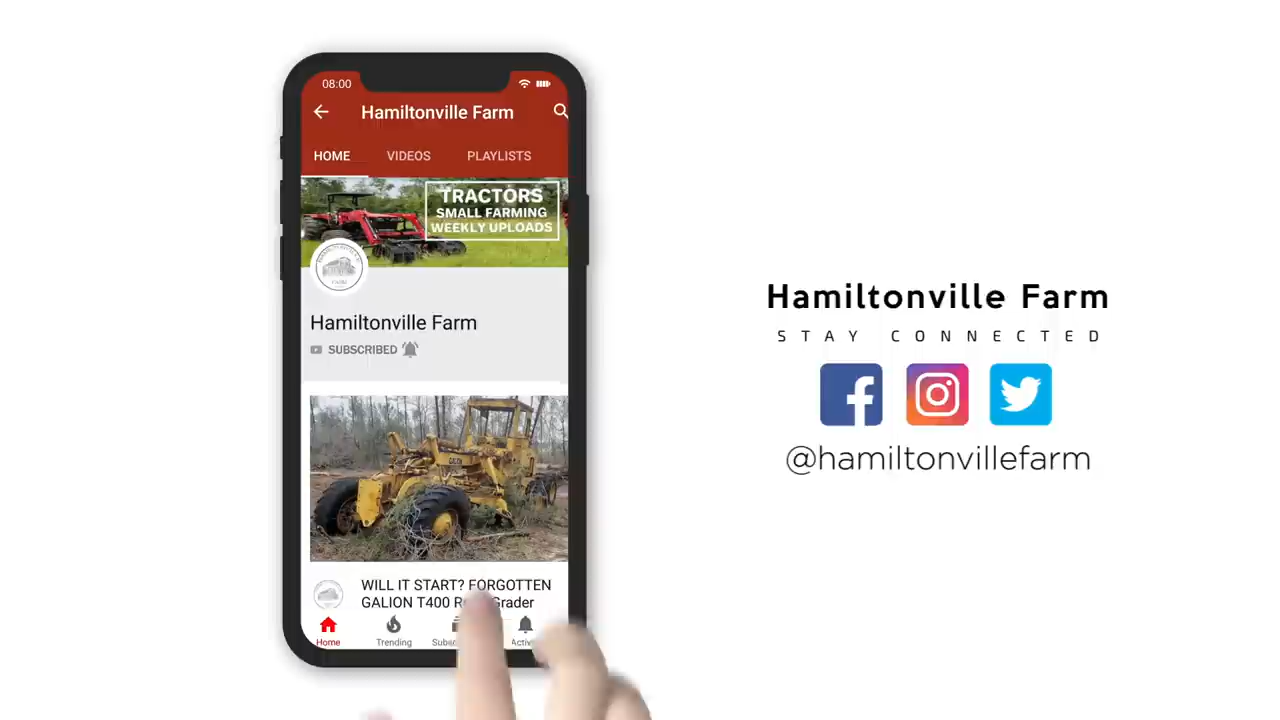 08:00
Hamiltonville Farm
HOME VIDEOS PLAYLISTS
TRACTORS
SMALL FARMING
WEEKLY UPLOADS
Hamiltonville Farm
SUBSCRIBED
WILL IT START? FORGOTTEN
GALION T400 Grader
Home Trending
Hamiltonville Farm
STAY CONNECTED
@hamiltonvillefarm